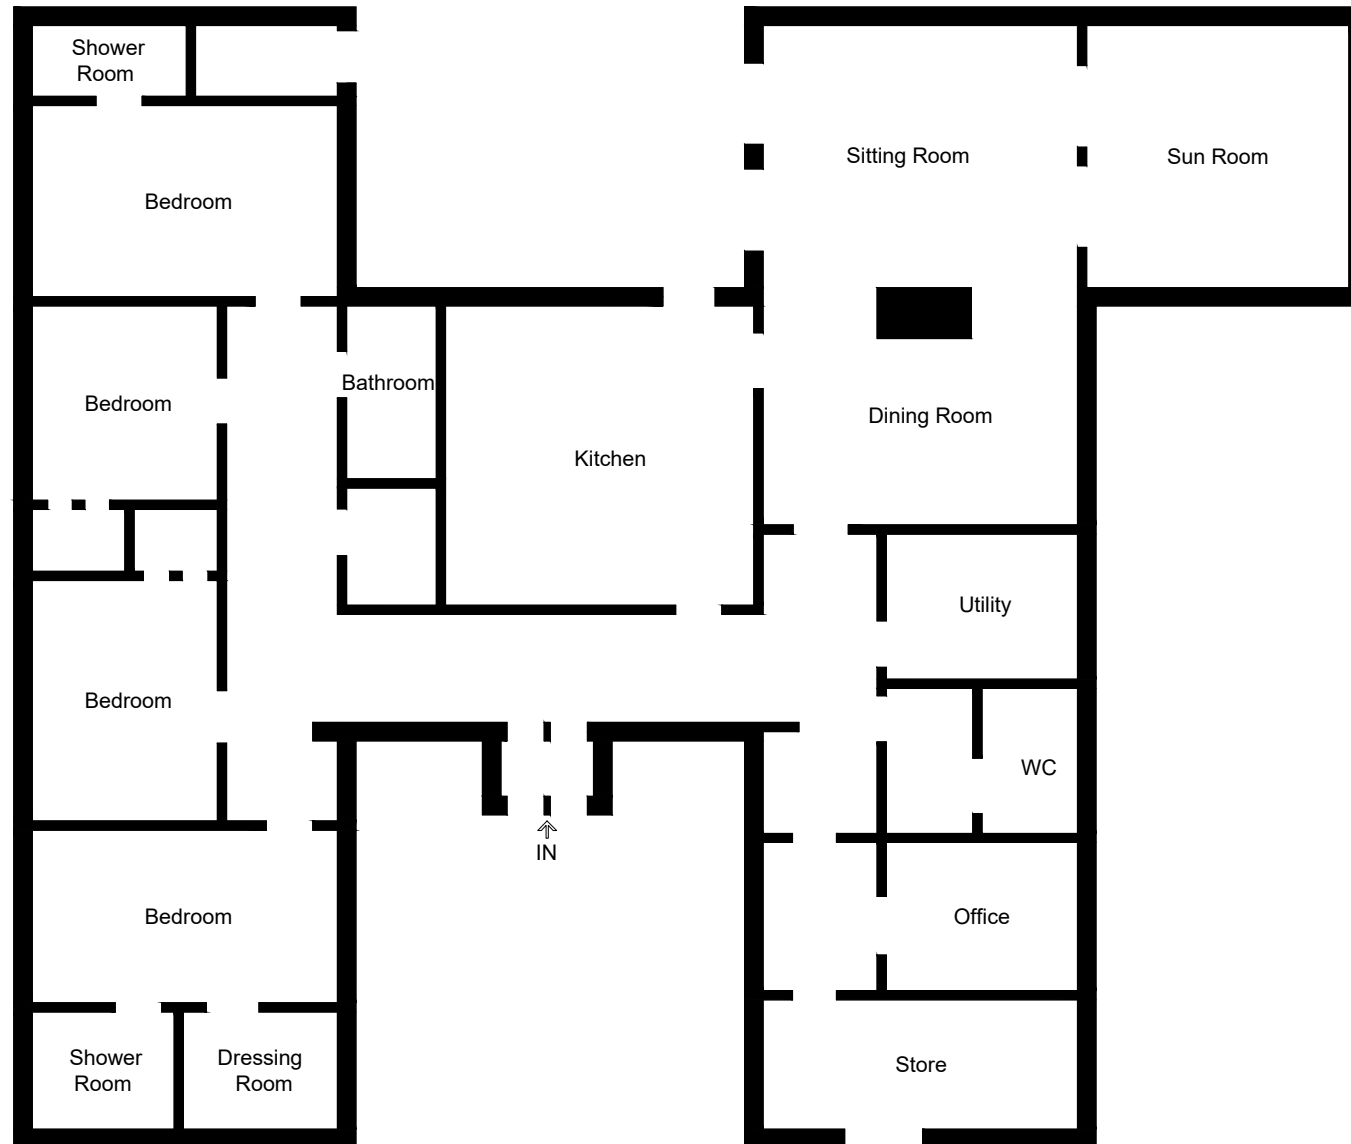 Shower
Room
Sitting Room
Sun Room
Bedroom
Bathroom
Bedroom
Dining Room
Kitchen
Utility
Bedroom
WC
IN
Bedroom
Office
Shower
Room
Dressing
Room
Store